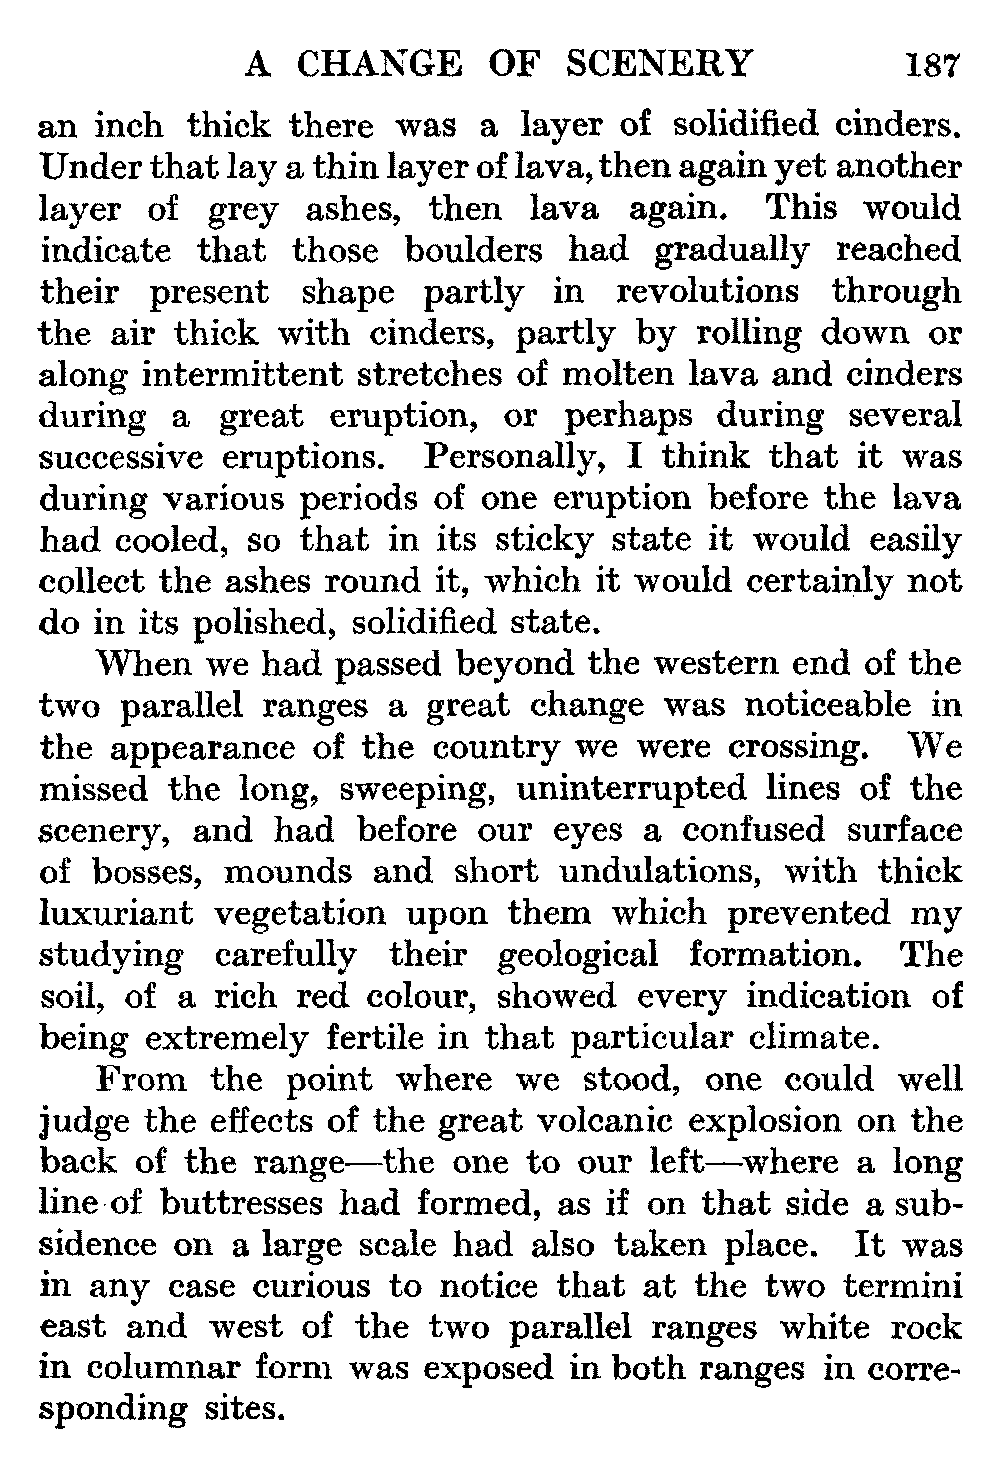 A CHANGE OF SCENERY 187
an inch thick there was a layer of solidified cinders.
Under that lay a thin layer of lava, then again yet another
layer of grey ashes, then lava again. This would
indicate that those boulders had gradually reached
their present shape partly in revolutions through
the air thick with cinders, partly by rolling down or
along intermittent stretches of molten lava and cinders
during a great eruption, or perhaps during several
successive eruptions. Personally, I think that it was
during various periods of one eruption before the lava
had cooled, so that in its sticky state it would easily
collect the ashes round it, which it would certainly not
do in its polished, solidified state.
When we had passed beyond the western end of the
two parallel ranges a great change was noticeable in
the appearance of the country we were crossing. We
missed the long, sweeping, uninterrupted lines of the
scenery, and had before our eyes a confused surface
of bosses, mounds and short undulations, with thick
luxuriant vegetation upon them which prevented my
studying carefully their geological formation. The
soil, of a rich red colour, showed every indication of
being extremely fertile in that particular climate.
From the point where we stood, one could well
judge the effects of the great volcanic explosion on the
back of the range—the one to our left—where a long
line of buttresses had formed, as if on that side a sub-
sidence on a large scale had also taken place. It was
in any case curious to notice that at the two termini
east and west of the two parallel ranges white rock
in columnar form was exposed in both ranges in corre-
sponding sites.